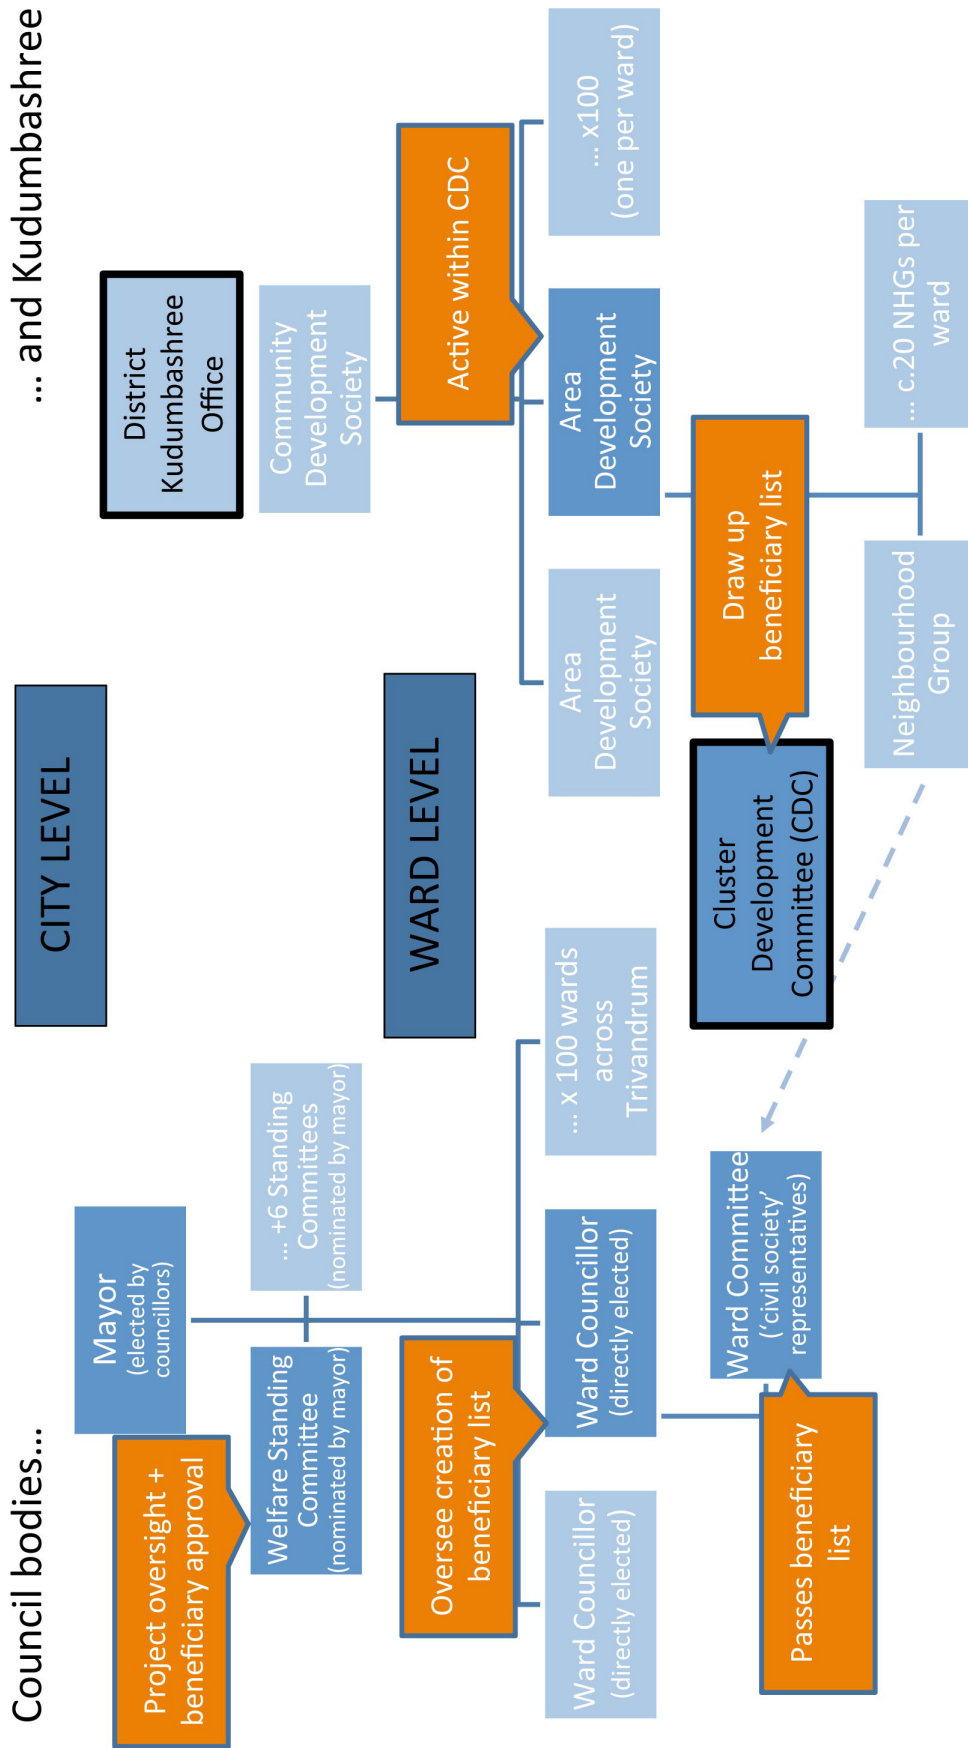 Council bodies...
... and Kudumbashree
CITY LEVEL
Mayor
(elected by
councillors)
Project oversight +
beneficiary approval
Welfare Standing
Committee
(nominated by mayor)
... +6 Standing
Committees
(nominated by mayor)
District
Kudumbashree
Office
Community
Development
Society
WARD LEVEL
Oversee creation of
beneficiary list
Active within CDC
Ward Councillor
(directly elected)
Ward Councillor
(directly elected)
... x 100 wards
across
Trivandrum
Area
Development
Society
Area
Development
Society
... x100
(one per ward)
Passes beneficiary
list
Ward Committee
('civil society'
representatives)
Cluster
Development
Committee (CDC)
Draw up
beneficiary list
Neighbourhood
Group
... c.20 NHGs per
ward